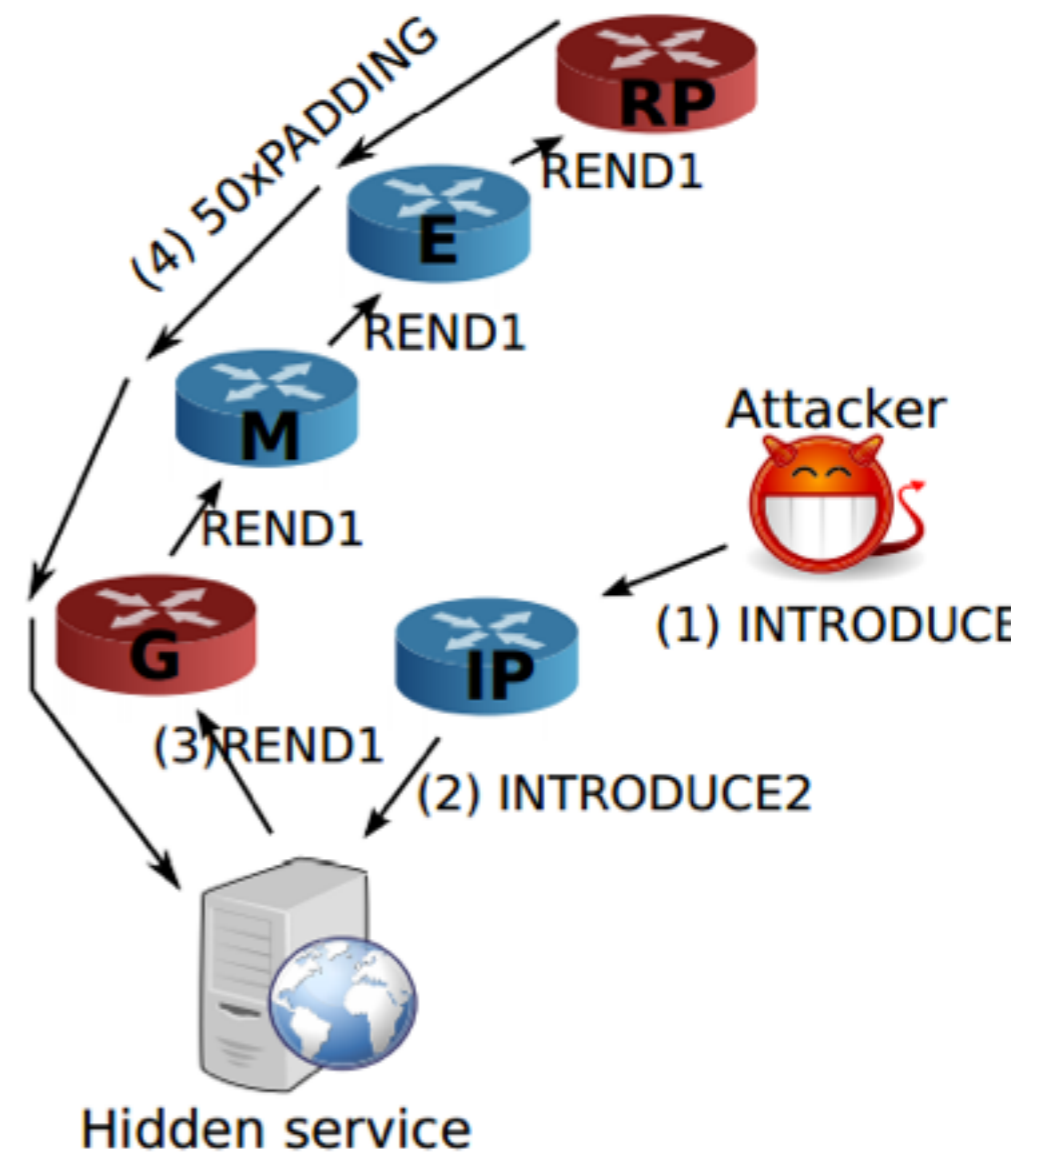 (4) 50xPADDING
RP
REND1
E
REND1
M
Attacker
REND1
(1) INTRODUCE
G
IP
(3)REND1
(2) INTRODUCE2
Hidden service